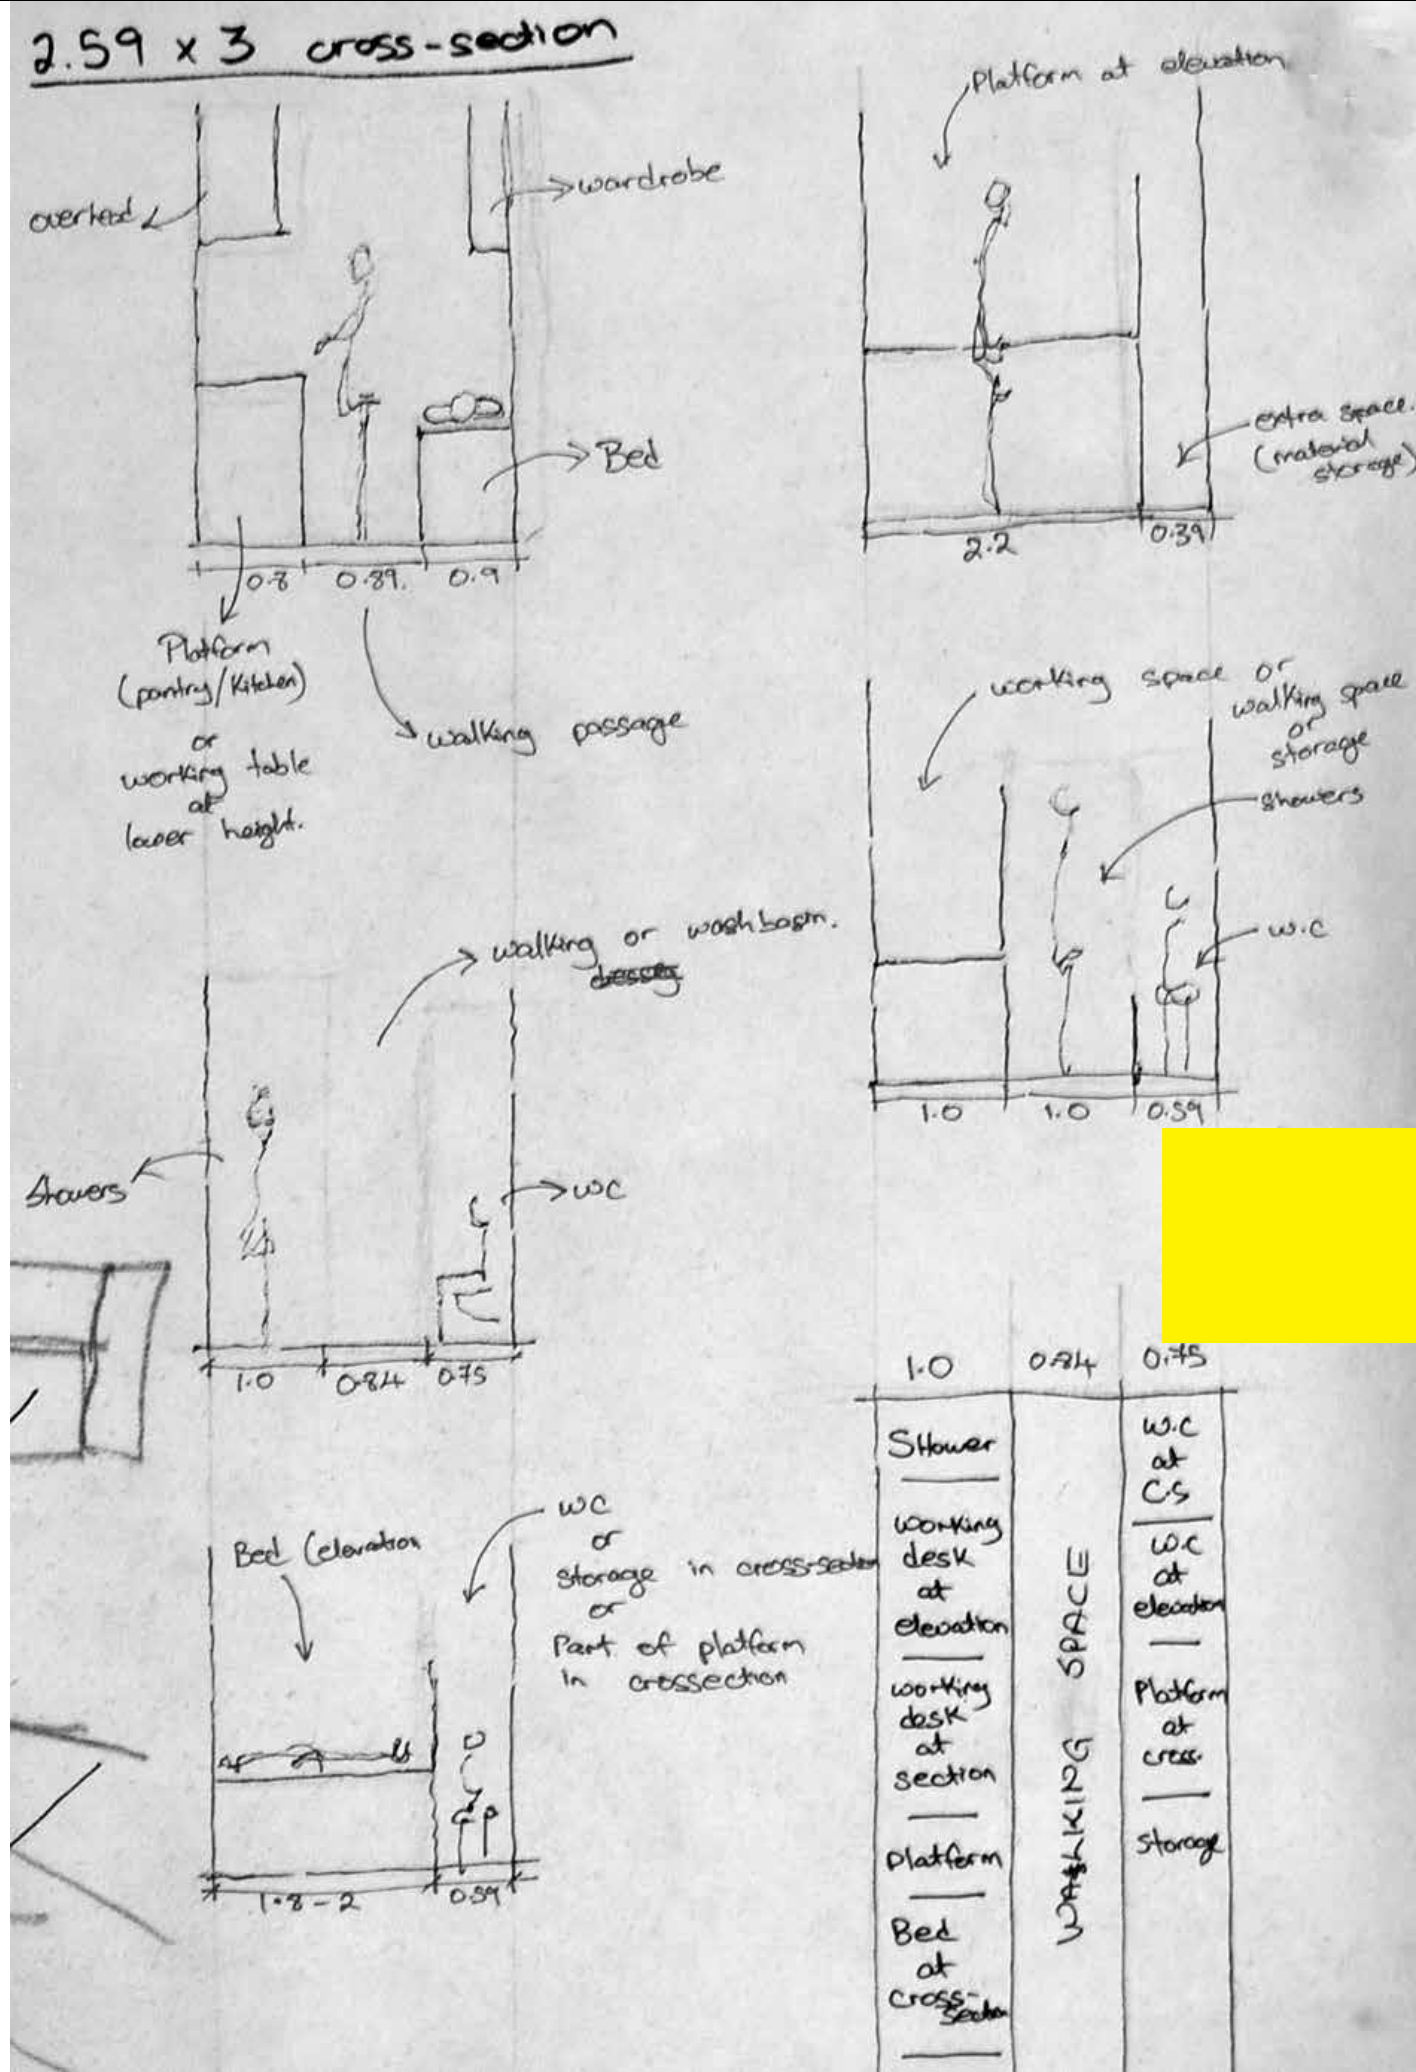 2.59 x 3 cross-section
overhead
wardrobe
Bed
0.8 0.89. 0.9
Platform
(pantry/Kitchen)
or
working table
at
lower height.
walking passage
Platform at elevation
extra space.
(material
storage)
2.2 0.39
working space or
walking space
or
storage
showers
w.c
1.0 1.0 0.59
walking or washbasin.
showers
WC
1.0 0.84 0.75
Bed (elevation
WC
or
storage in cross-section
or
Part of platform
in crossection
1.8-2 0.59
1.0 0.84 0.75
SHower
working
desk
at
elevation
working
desk
at
section
platform
Bed
at
cross-
section
WALKING SPACE
W.C
at
C.S
W.C
at
elevation
Platform
at
cross.
storage